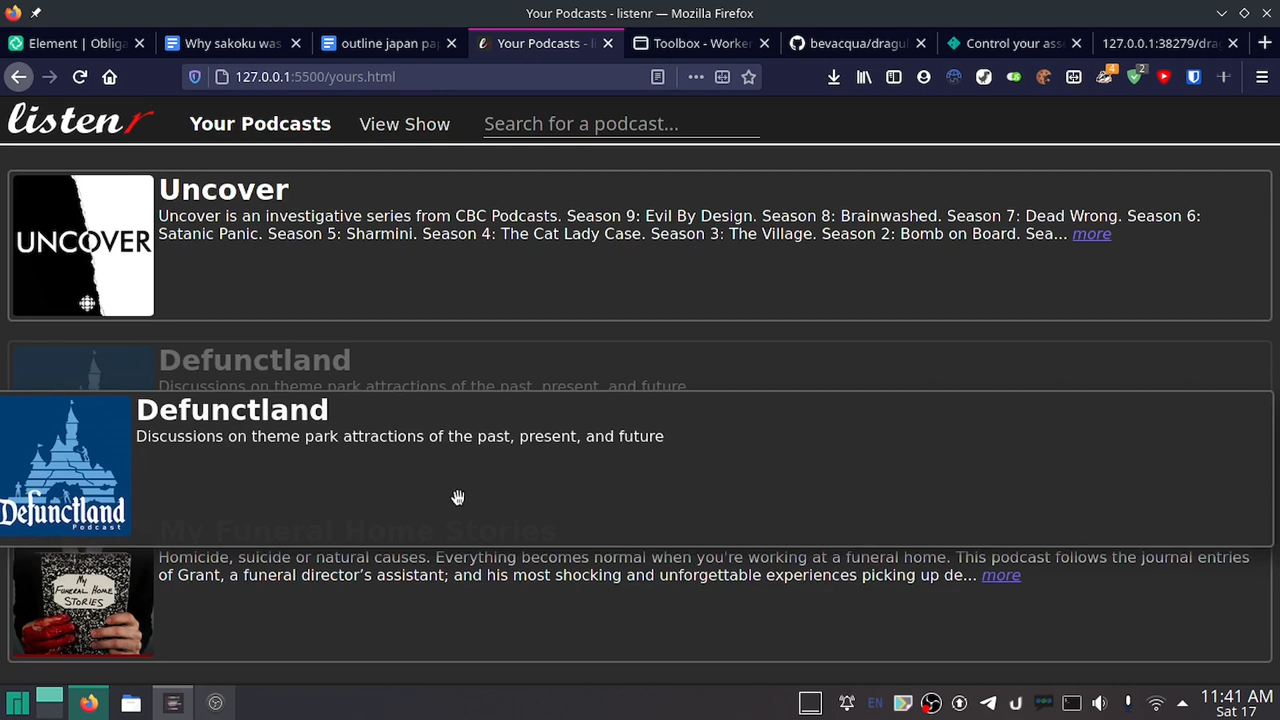 Your Podcasts - listenr — Mozilla Firefox
Element | Obliga
Why sakoku was
outline japan pa
Your Podcasts - li
Toolbox - Worker
bevacqua/dragul
Control your ass
127.0.0.1:38279/drag
127.0.0.1:5500/yours.html
4
2
listenr
Your Podcasts
View Show
Search for a podcast...
UNCOVER
Uncover
Uncover is an investigative series from CBC Podcasts. Season 9: Evil By Design. Season 8: Brainwashed. Season 7: Dead Wrong. Season 6:
Satanic Panic. Season 5: Sharmini. Season 4: The Cat Lady Case. Season 3: The Village. Season 2: Bomb on Board. Sea... more
Defunctland
Discussions on theme park attractions of the past, present, and future
Defunctland
Podcast
Defunctland
Discussions on theme park attractions of the past, present, and future
My Funeral Home Stories
Homicide, suicide or natural causes. Everything becomes normal when you're working at a funeral home. This podcast follows the journal entries
of Grant, a funeral director's assistant; and his most shocking and unforgettable experiences picking up de... more
My
FUNERAL HOME
STORIES
EN
11:41 AM
Sat 17